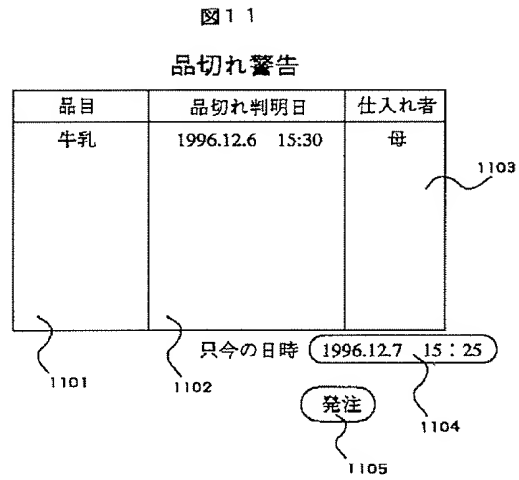 図11
品切れ警告
品目 品切れ判明日 仕入れ者
牛乳 1996.12.6 15:30 母
1103
只今の日時 1996.12.7 15:25
1101
1102
発注
1104
1105